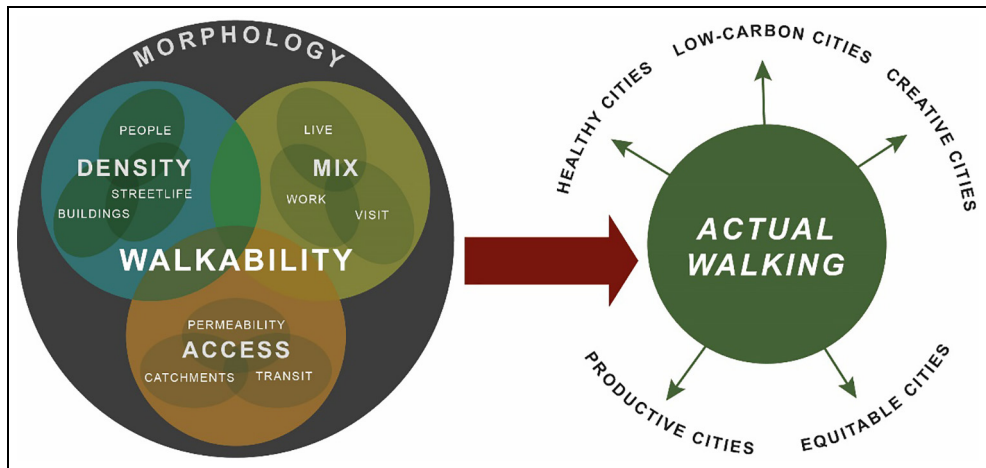 MORPHOLOGY
PEOPLE
DENSITY
STREETLIFE
BUILDINGS
LIVE
MIX
WORK
VISIT
WALKABILITY
PERMEABILITY
ACCESS
CATCHMENTS
TRANSIT
HEALTHY CITIES
LOW-CARBON CITIES
CREATIVE CITIES
ACTUAL
WALKING
PRODUCTIVE CITIES
EQUITABLE CITIES